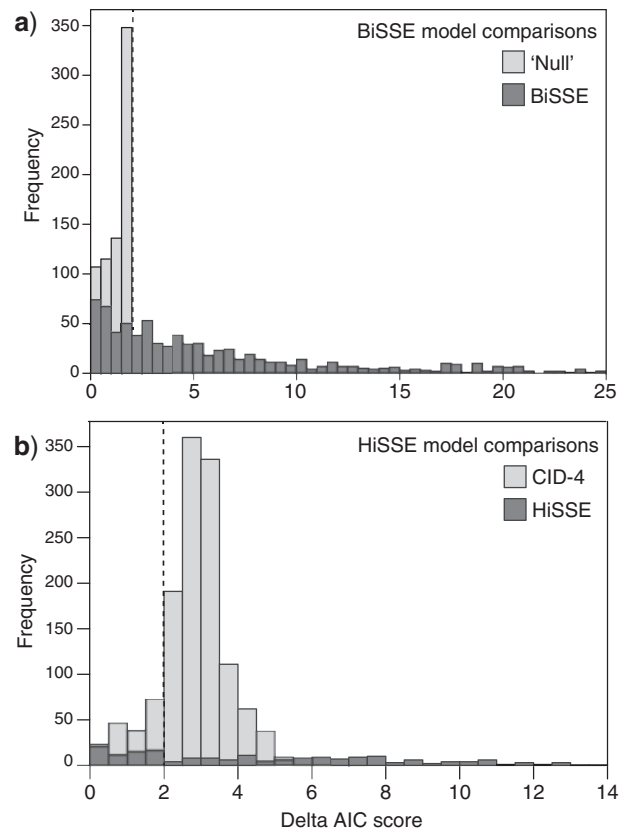 a)
BiSSE model comparisons
'Null'
BiSSE
Frequency
350
300
250
200
150
100
50
0
0 5 10 15 20 25
b)
HiSSE model comparisons
CID-4
HiSSE
Frequency
350
300
250
200
150
100
50
0
0 2 4 6 8 10 12 14
Delta AIC score